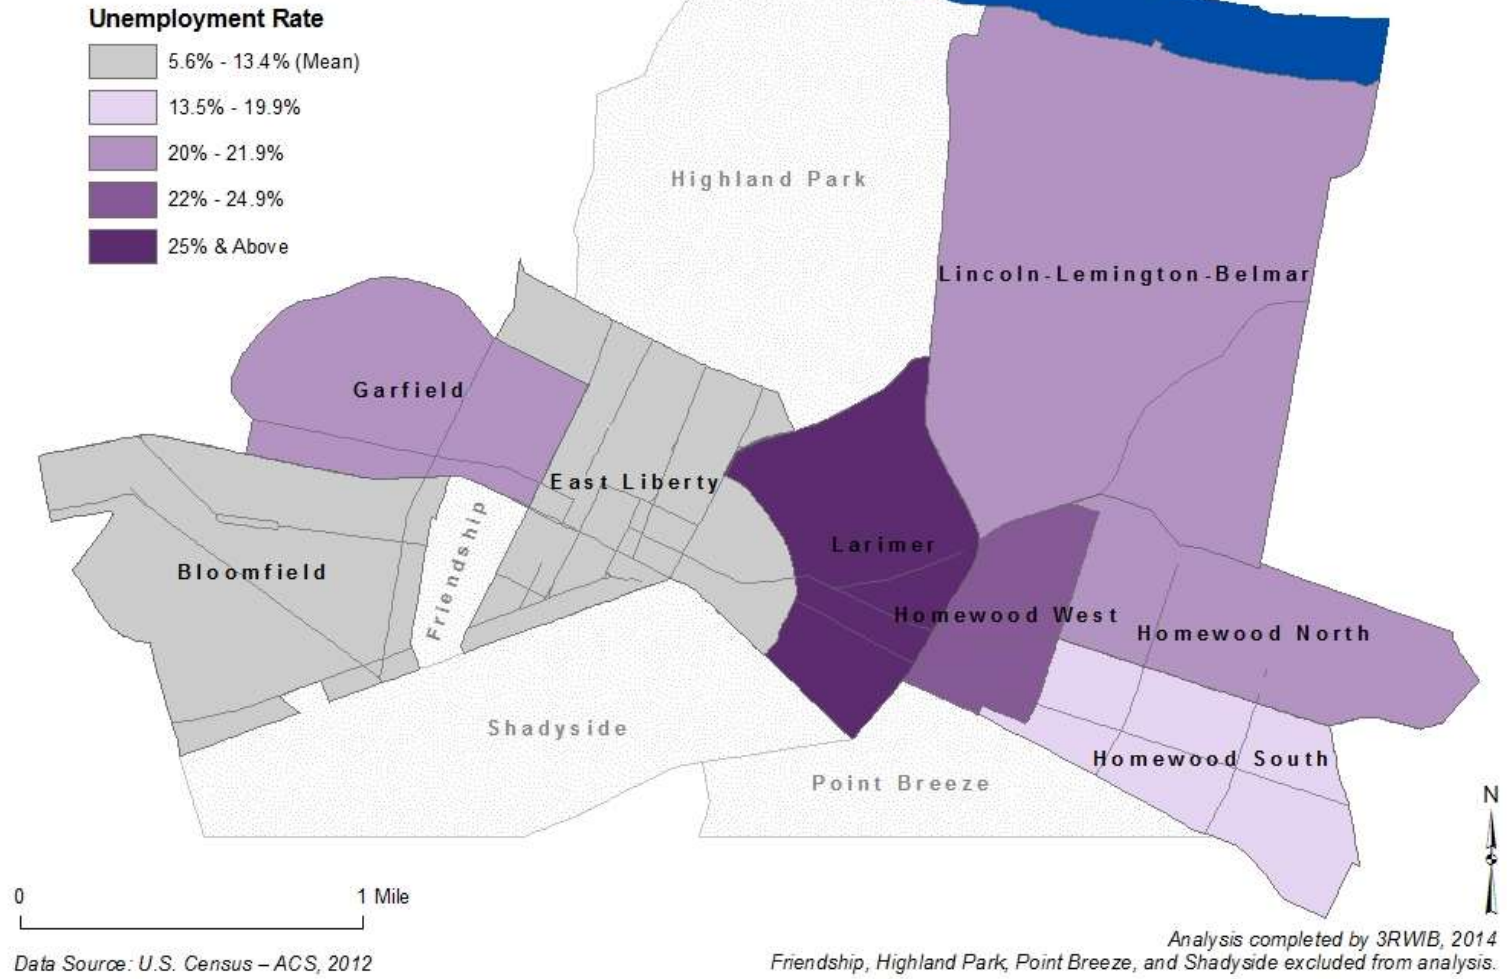 Unemployment Rate
5.6% - 13.4% (Mean)
13.5% - 19.9%
20% - 21.9%
22% - 24.9%
25% & Above
Highland Park
Lincoln-Lemington-Belmar
Garfield
East Liberty
Friendship
Bloomfield
Larimer
Homewood West
Homewood North
Shadyside
Homewood South
Point Breeze
N
0 1 Mile
Analysis completed by 3RWIB, 2014
Data Source: U.S. Census – ACS, 2012
Friendship, Highland Park, Point Breeze, and Shadyside excluded from analysis.